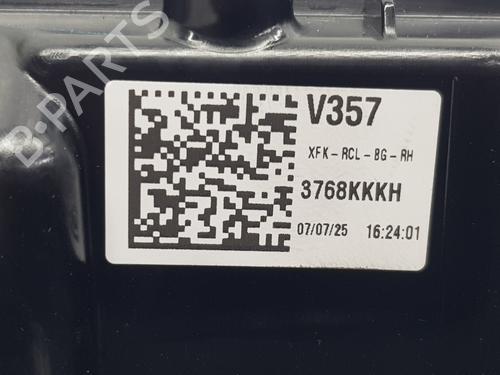 B-PARTS
V357
XFK-RCL-BG-RH
3768KKKH
07/07/25 16:24:01